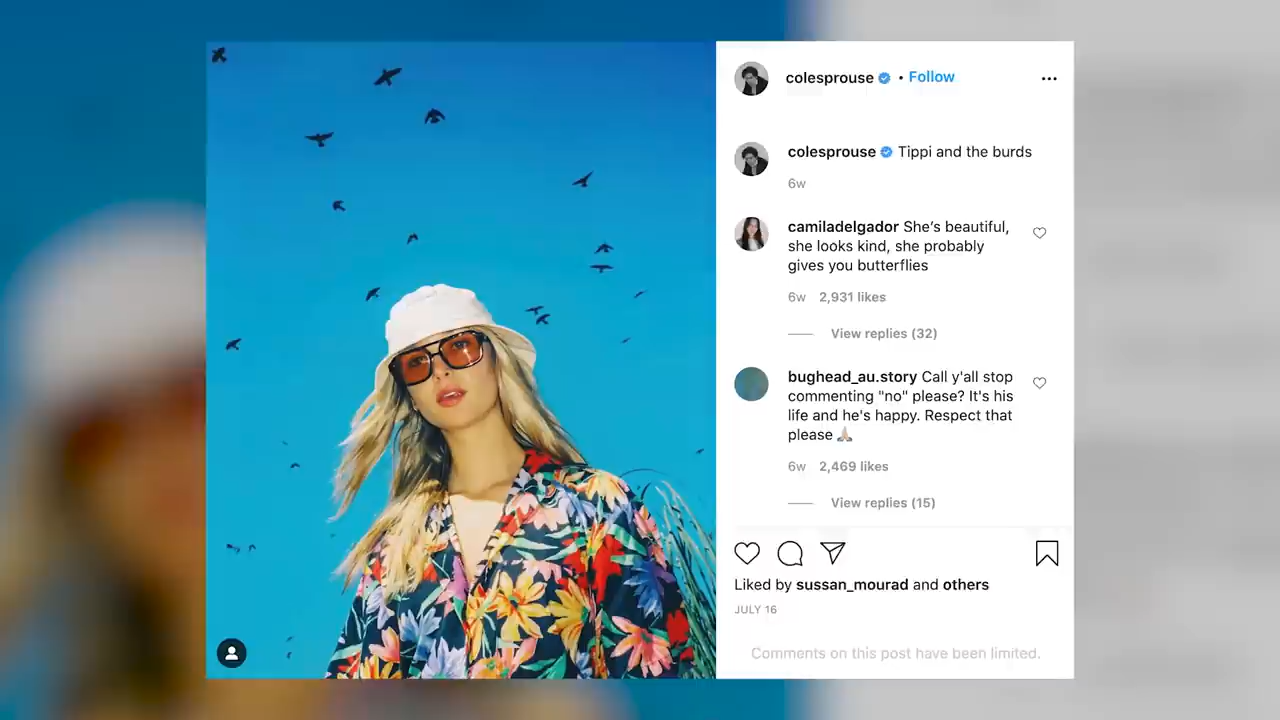 colesprouse • Follow
colesprouse Tippi and the burds
6w
camiladelgador She’s beautiful,
she looks kind, she probably
gives you butterflies
6w 2,931 likes
View replies (32)
bughead_au.story Call y'all stop
commenting "no" please? It's his
life and he's happy. Respect that
please 🙏🏼
6w 2,469 likes
View replies (15)
Liked by sussan_mourad and others
JULY 16
Comments on this post have been limited.